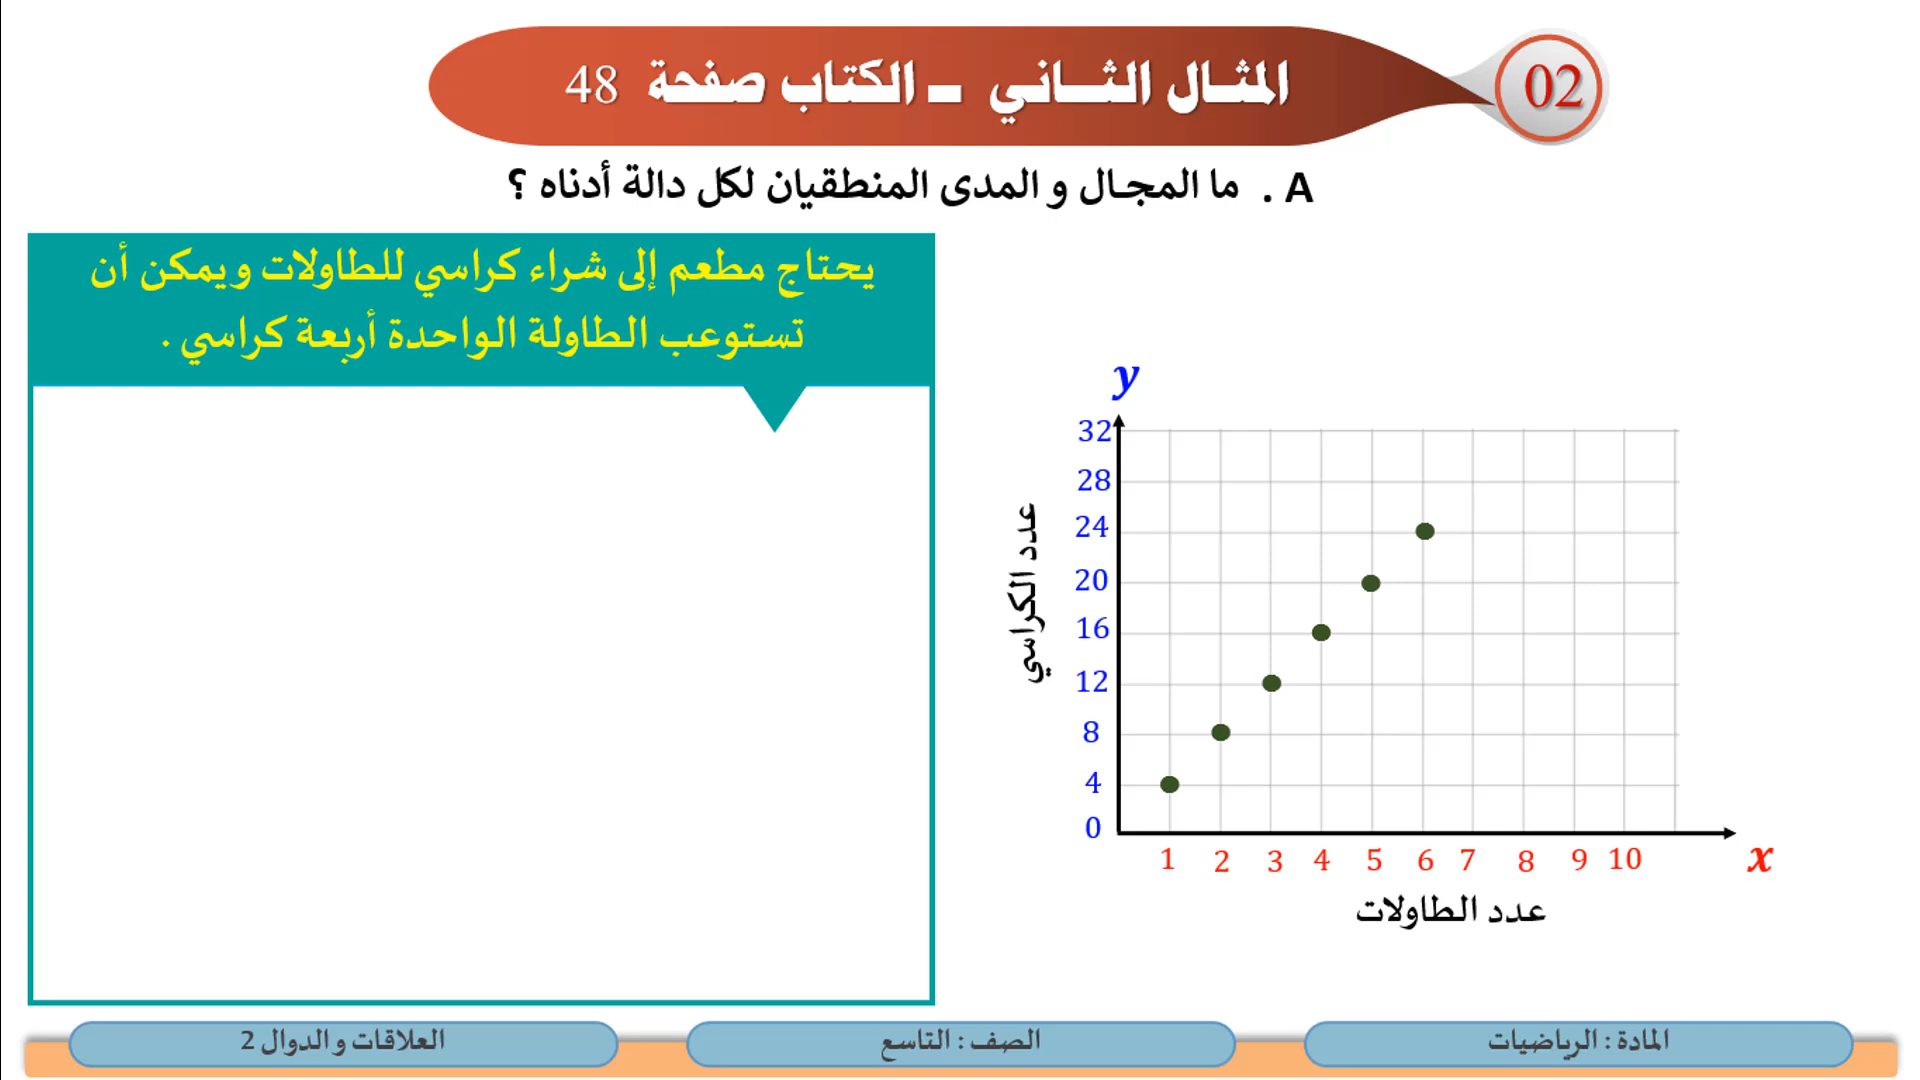 02
المثال الثاني - الكتاب صفحة 48
A . ما المجال و المدى المنطقيان لكل دالة أدناه ؟
يحتاج مطعم إلى شراء كراسي للطاولات ويمكن أن
تستوعب الطاولة الواحدة أربعة كراسي .
y
32
28
24
20
16
12
8
4
0
عدد الكراسي
1 2 3 4 5 6 7 8 9 10
x
عدد الطاولات
المادة : الرياضيات
الصف : التاسع
العلاقات و الدوال 2